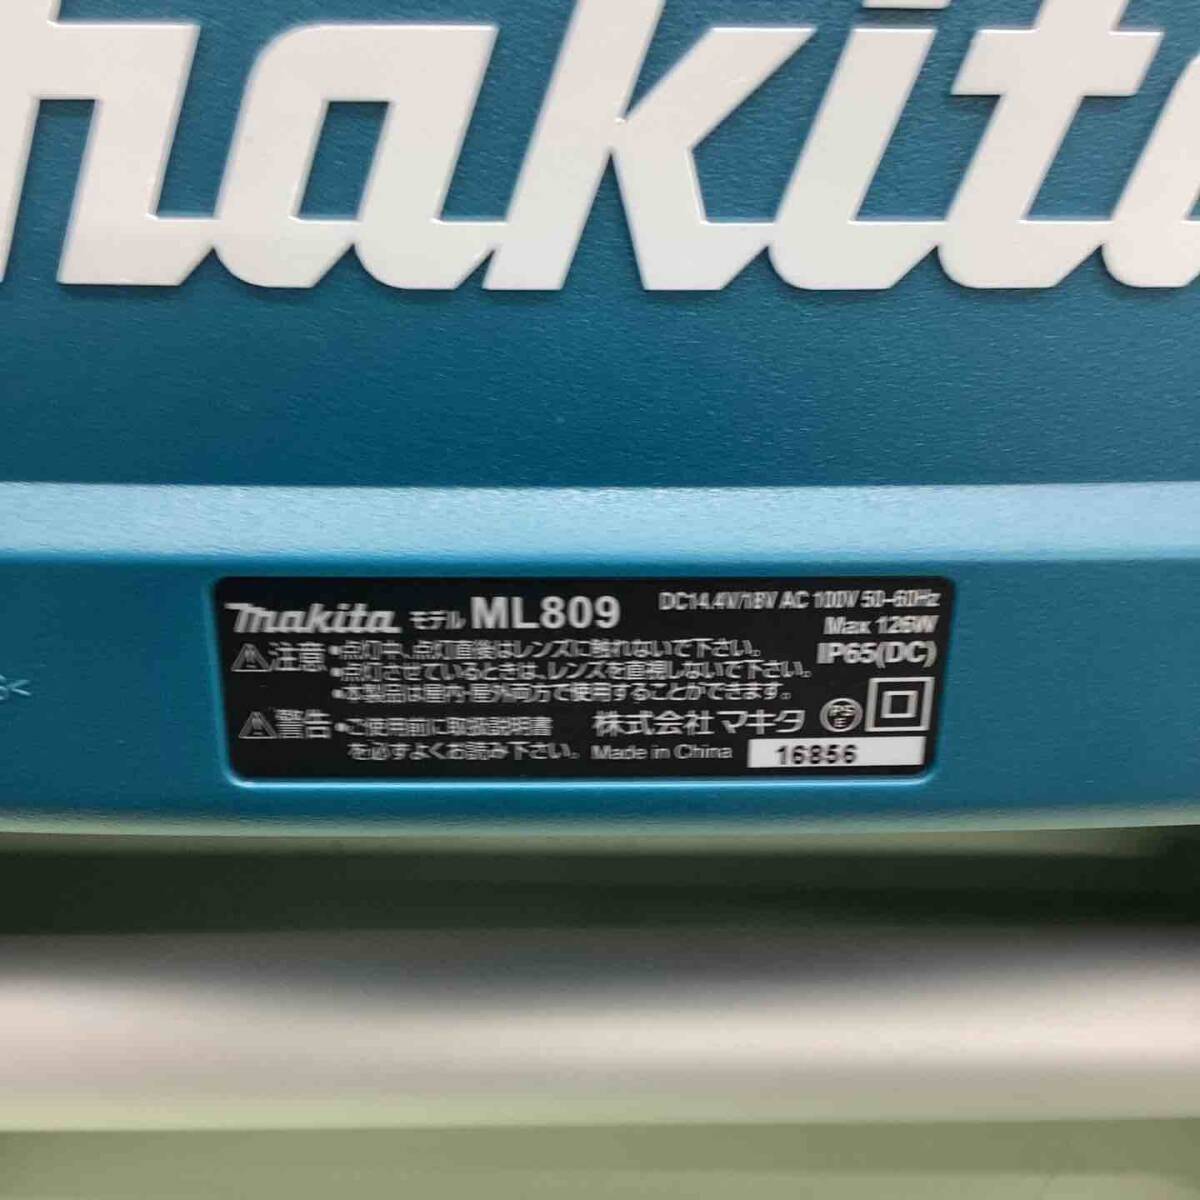 makita
makita モデル ML809 DC14.4V/18V AC 100V 50-60Hz
Max 126W
IP65(DC)
注意 •点灯中、点灯直後はレンズに触れないで下さい。
•点灯させているときは、レンズを直視しないで下さい。
•本製品は屋内・屋外両方で使用することができます。
警告 •ご使用前に取扱説明書
を必ずよくお読み下さい。
株式会社 マキタ PS E
Made in China 16856